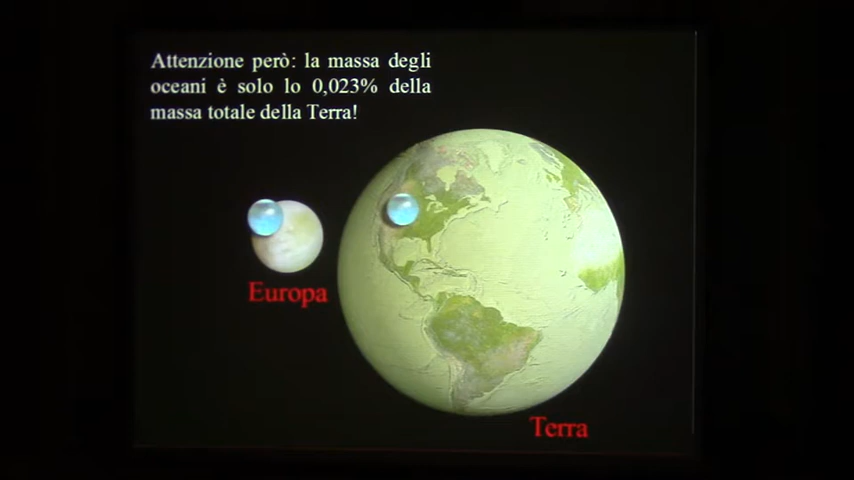 Attenzione però: la massa degli
oceani è solo lo 0,023% della
massa totale della Terra!
Europa
Terra